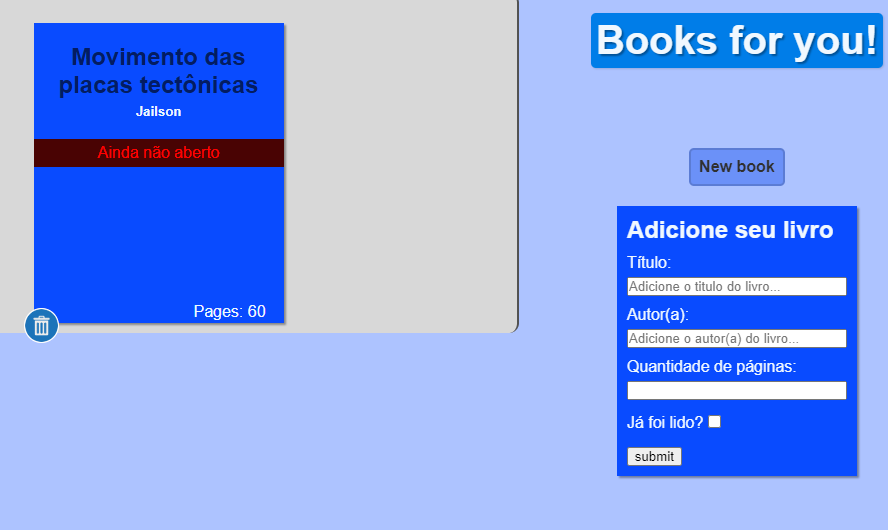 Movimento das
placas tectônicas
Jailson
Ainda não aberto
Pages: 60
Books for you!
New book
Adicione seu livro
Título:
Adicione o titulo do livro...
Autor(a):
Adicione o autor(a) do livro...
Quantidade de páginas:
Já foi lido?
submit